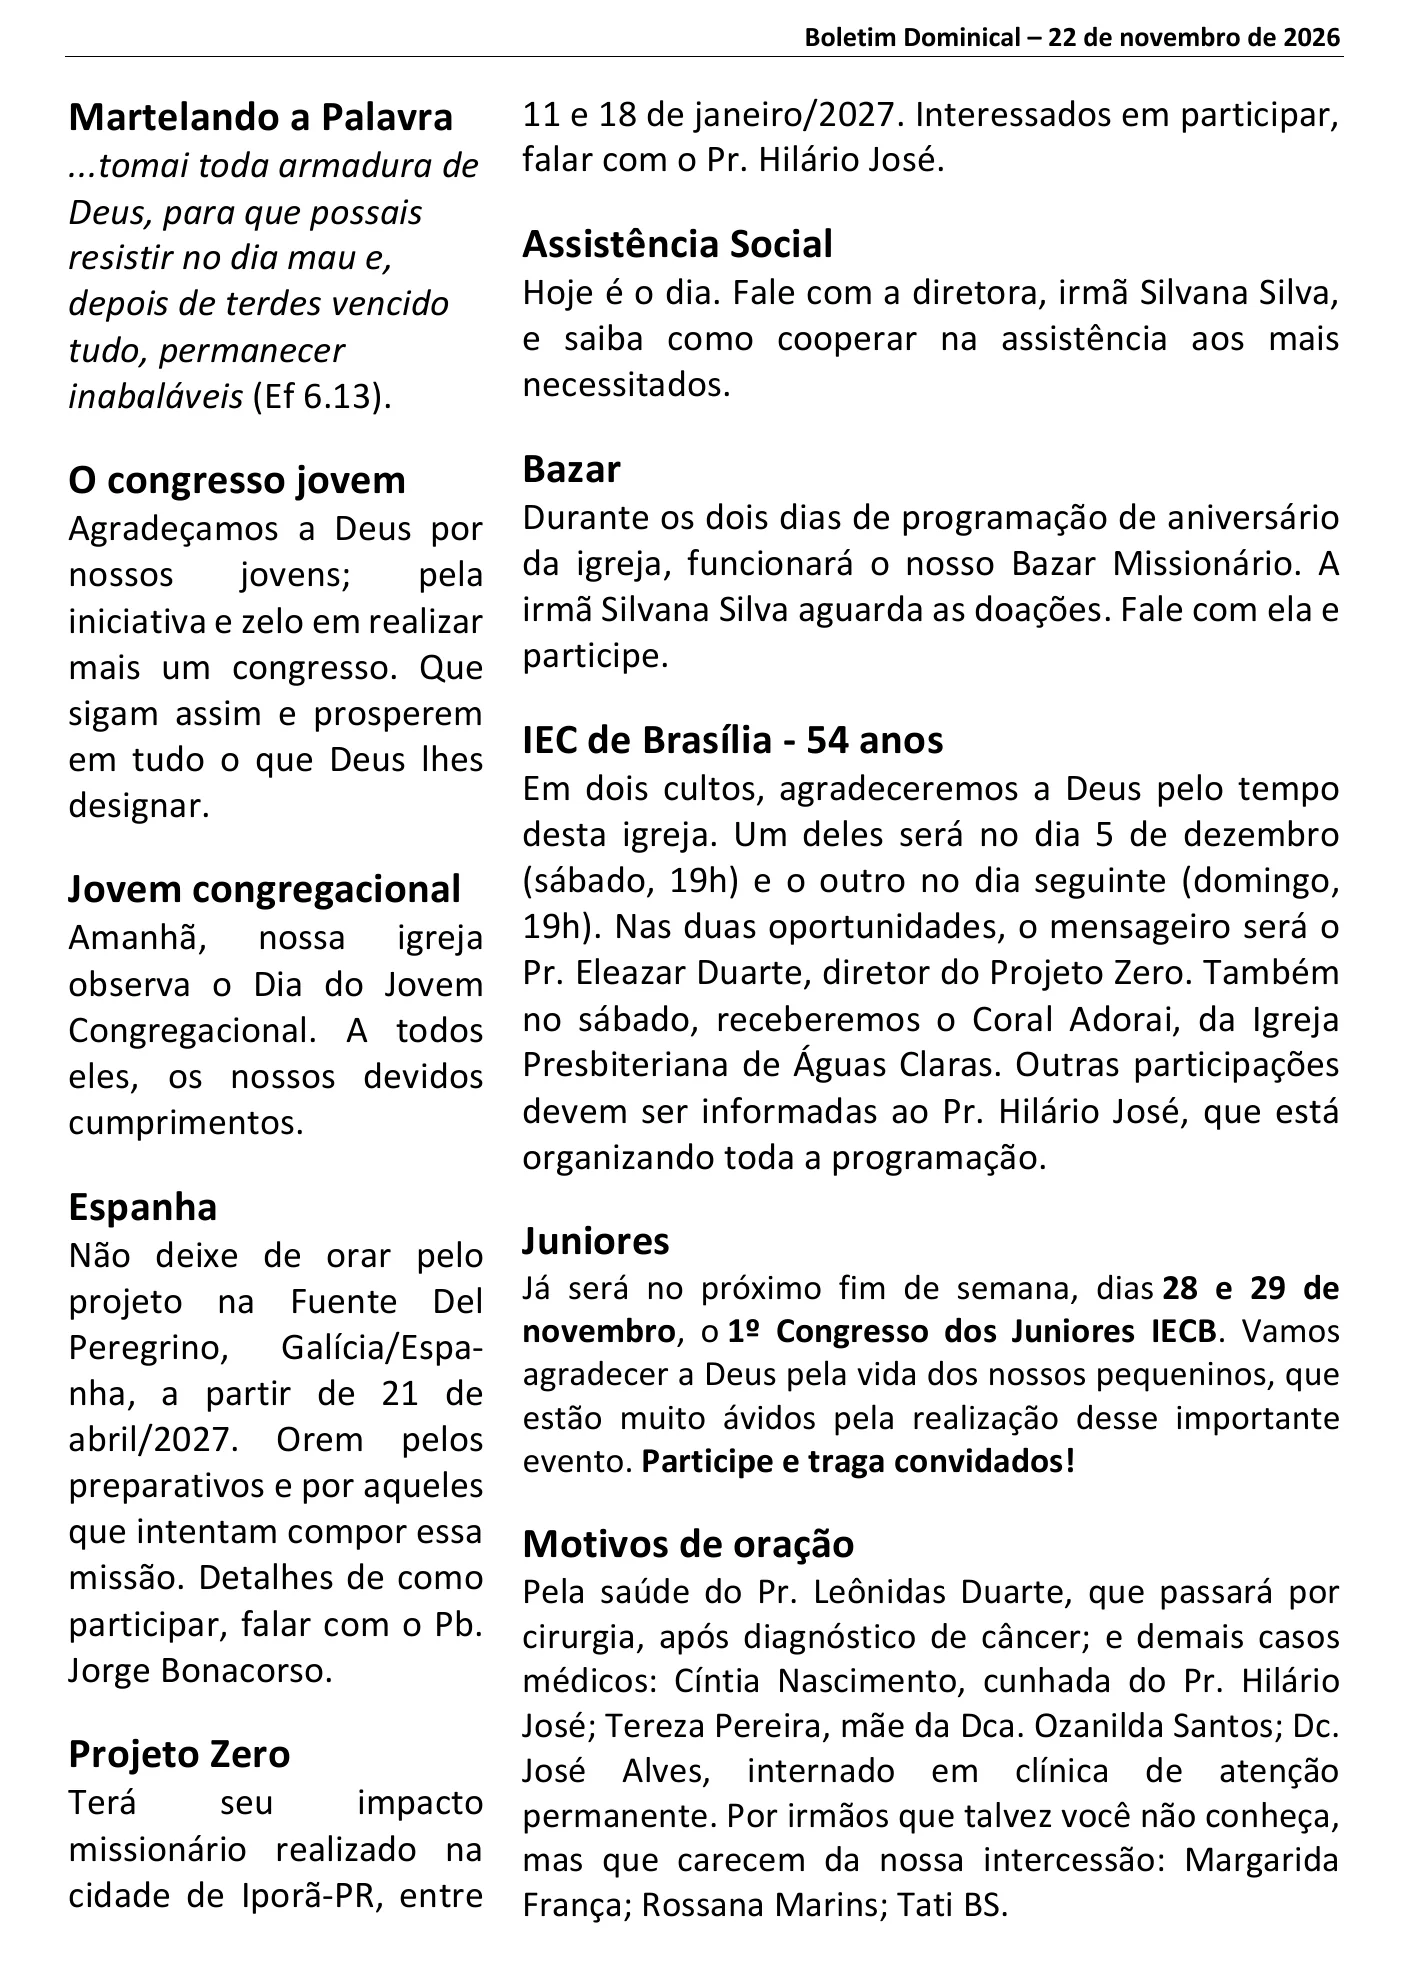 Boletim Dominical – 22 de novembro de 2026
Martelando a Palavra
...tomai toda armadura de
Deus, para que possais
resistir no dia mau e,
depois de terdes vencido
tudo, permanecer
inabaláveis (Ef 6.13).
O congresso jovem
Agradeçamos a Deus por
nossos jovens; pela
iniciativa e zelo em realizar
mais um congresso. Que
sigam assim e prosperem
em tudo o que Deus lhes
designar.
Jovem congregacional
Amanhã, nossa igreja
observa o Dia do Jovem
Congregacional. A todos
eles, os nossos devidos
cumprimentos.
Espanha
Não deixe de orar pelo
projeto na Fuente Del
Peregrino, Galícia/Espa-
nha, a partir de 21 de
abril/2027. Orem pelos
preparativos e por aqueles
que intentam compor essa
missão. Detalhes de como
participar, falar com o Pb.
Jorge Bonacorso.
Projeto Zero
Terá seu impacto
missionário realizado na
cidade de Iporã-PR, entre
11 e 18 de janeiro/2027. Interessados em participar,
falar com o Pr. Hilário José.
Assistência Social
Hoje é o dia. Fale com a diretora, irmã Silvana Silva,
e saiba como cooperar na assistência aos mais
necessitados.
Bazar
Durante os dois dias de programação de aniversário
da igreja, funcionará o nosso Bazar Missionário. A
irmã Silvana Silva aguarda as doações. Fale com ela e
participe.
IEC de Brasília - 54 anos
Em dois cultos, agradeceremos a Deus pelo tempo
desta igreja. Um deles será no dia 5 de dezembro
(sábado, 19h) e o outro no dia seguinte (domingo,
19h). Nas duas oportunidades, o mensageiro será o
Pr. Eleazar Duarte, diretor do Projeto Zero. Também
no sábado, receberemos o Coral Adorai, da Igreja
Presbiteriana de Águas Claras. Outras participações
devem ser informadas ao Pr. Hilário José, que está
organizando toda a programação.
Juniores
Já será no próximo fim de semana, dias 28 e 29 de
novembro, o 1º Congresso dos Juniores IECB. Vamos
agradecer a Deus pela vida dos nossos pequeninos, que
estão muito ávidos pela realização desse importante
evento. Participe e traga convidados!
Motivos de oração
Pela saúde do Pr. Leônidas Duarte, que passará por
cirurgia, após diagnóstico de câncer; e demais casos
médicos: Cíntia Nascimento, cunhada do Pr. Hilário
José; Tereza Pereira, mãe da Dca. Ozanilda Santos; Dc.
José Alves, internado em clínica de atenção
permanente. Por irmãos que talvez você não conheça,
mas que carecem da nossa intercessão: Margarida
França; Rossana Marins; Tati BS.